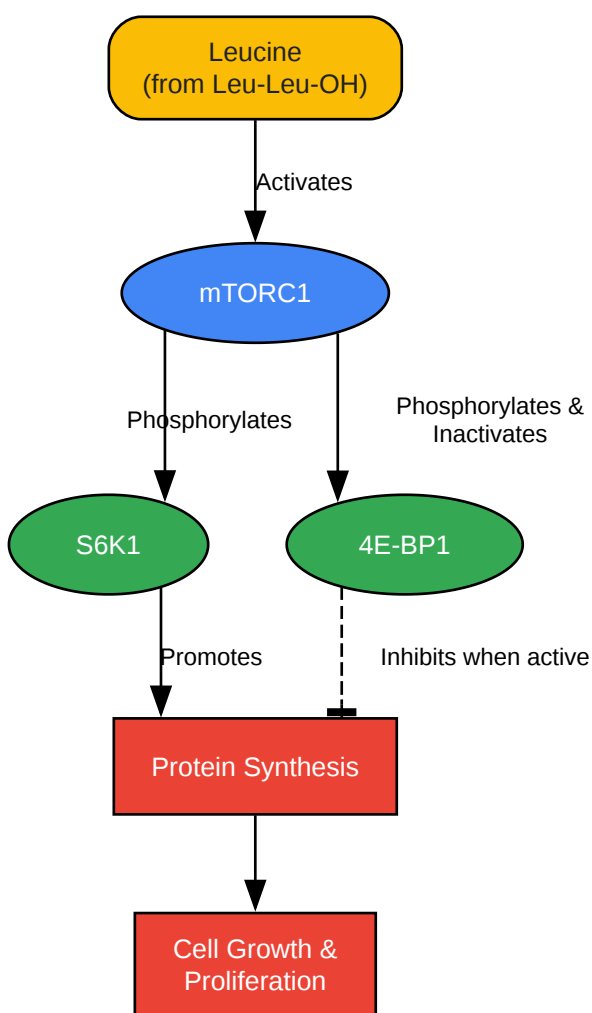 Leucine
(from Leu-Leu-OH)
Activates
mTORC1
Phosphorylates
Phosphorylates &
Inactivates
S6K1
4E-BP1
Promotes
Inhibits when active
Protein Synthesis
Cell Growth &
Proliferation